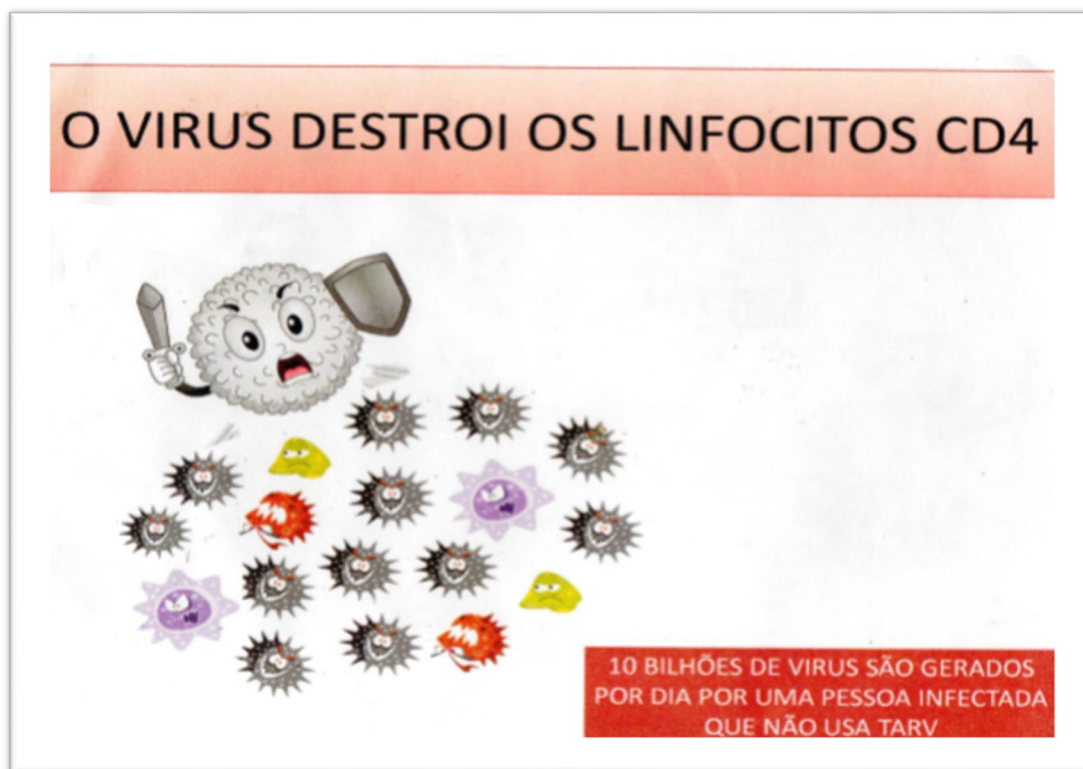 O VIRUS DESTROI OS LINFOCITOS CD4
10 BILHÕES DE VIRUS SÃO GERADOS
POR DIA POR UMA PESSOA INFECTADA
QUE NÃO USA TARV